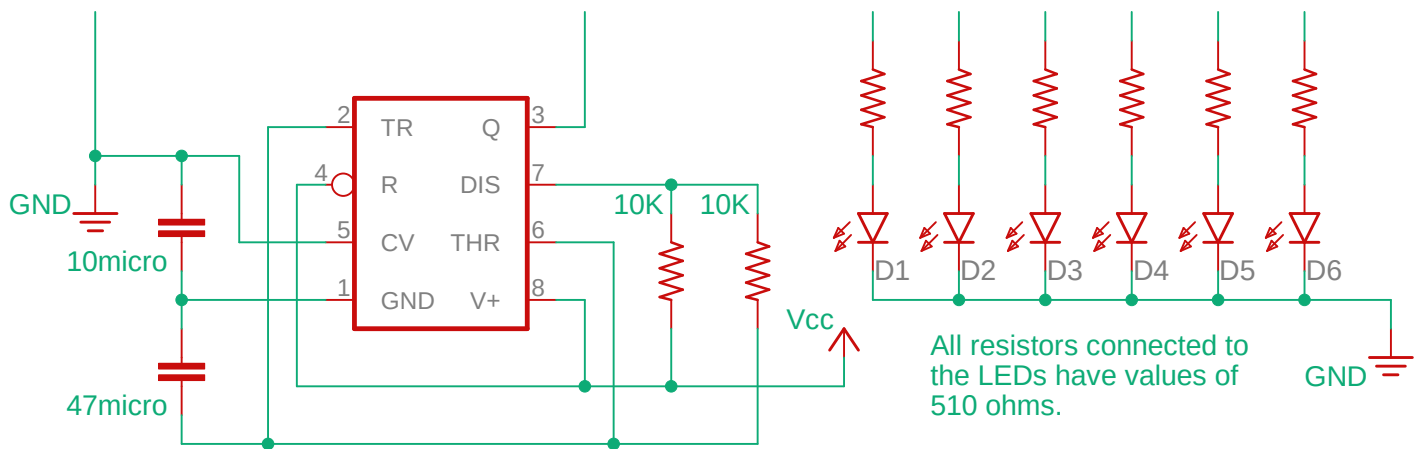 2 TR Q 3
4 R DIS 7
10K 10K
GND
5 CV THR 6
10micro
1 GND V+ 8
D1 D2 D3 D4 D5 D6
Vcc
47micro
All resistors connected to
the LEDs have values of
510 ohms.
GND